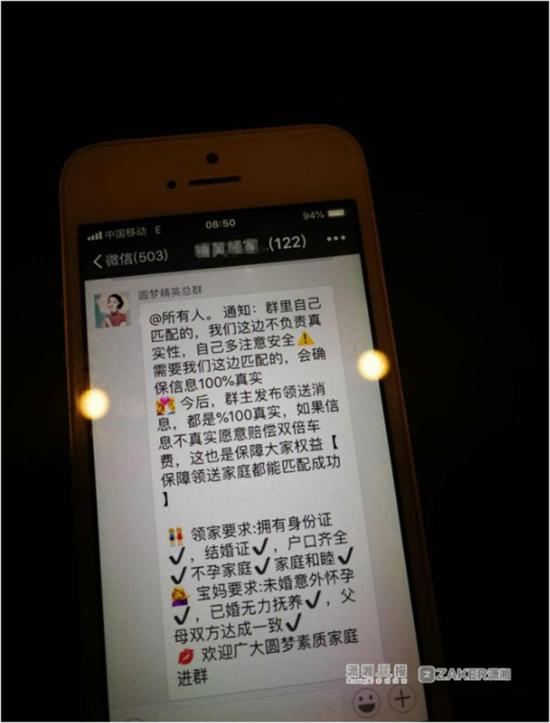 中国移动 E 08:50 94%
微信(503) (122) •••
圆梦精英总群
@所有人。通知：群里自己
匹配的，我们这边不负责真
实性，自己多注意安全⚠️
需要我们这边匹配的，会确
保信息100%真实
💏 今后，群主发布领送消
息，都是%100真实，如果信
息不真实愿意赔偿双倍车
费，这也是保障大家权益【
保障领送家庭都能匹配成功
】
👭 领家要求:拥有身份证
✔，结婚证✔，户口齐全
✔不孕家庭✔家庭和睦✔
🙋 宝妈要求:未婚意外怀孕
✔，已婚无力抚养✔，父
母双方达成一致✔
💋 欢迎广大圆梦素质家庭
进群
潇湘晨报 ZAKER潇湘